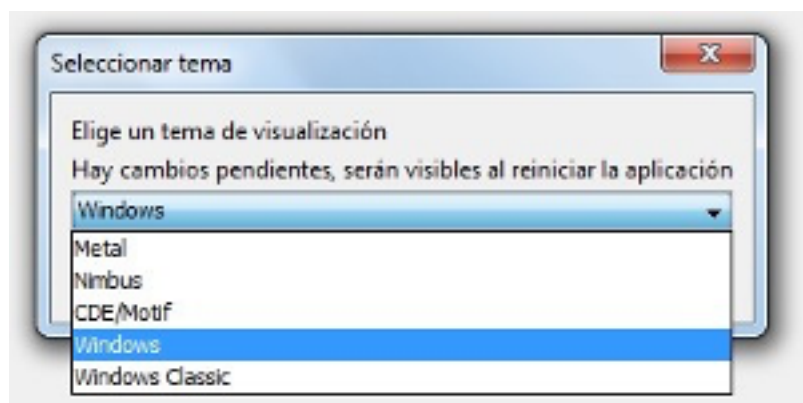 Seleccionar tema
Elige un tema de visualización
Hay cambios pendientes, serán visibles al reiniciar la aplicación
Windows
Metal
Nimbus
CDE/Motif
Windows
Windows Classic